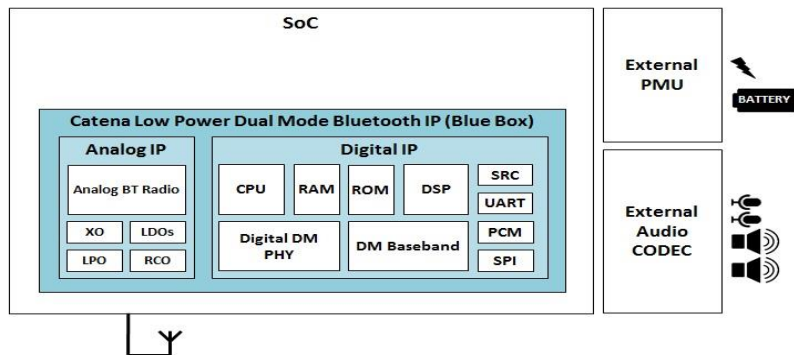 SoC
Catena Low Power Dual Mode Bluetooth IP (Blue Box)
Analog IP
Analog BT Radio
XO
LDOs
LPO
RCO
Digital IP
CPU
RAM
ROM
DSP
SRC
UART
Digital DM
PHY
DM Baseband
PCM
SPI
External
PMU
BATTERY
External
Audio
CODEC